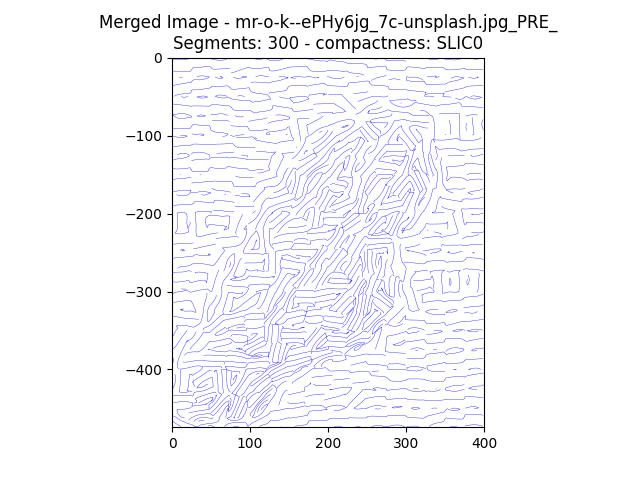 Merged Image - mr-o-k--ePHy6jg_7c-unsplash.jpg_PRE_
Segments: 300 - compactness: SLIC0
0
−100
−200
−300
−400
0 100 200 300 400